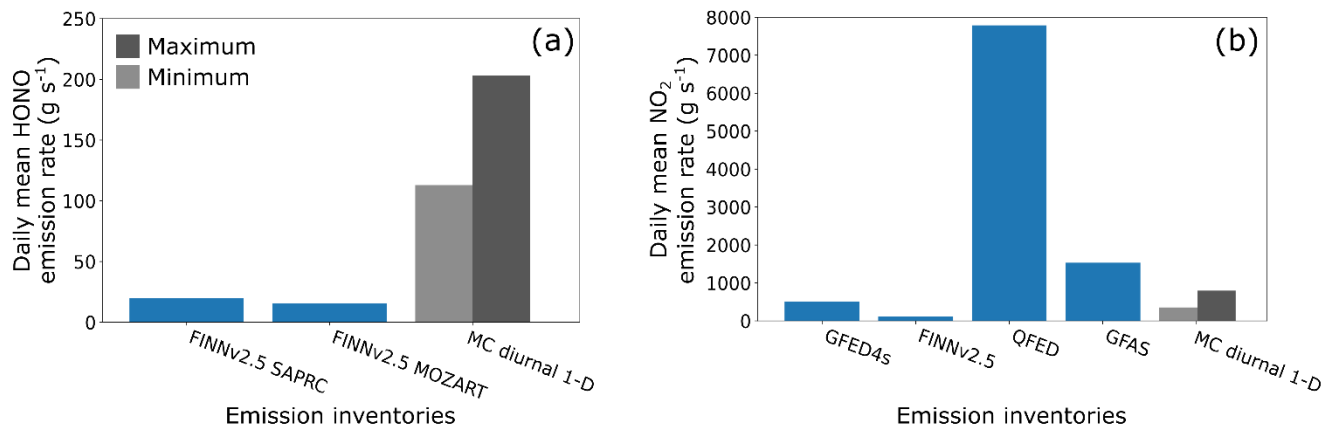 (a)
Maximum
Minimum
Daily mean HONO
emission rate (g s⁻¹)
250
200
150
100
50
0
FINNv2.5 SAPRC
FINNv2.5 MOZART
MC diurnal 1-D
Emission inventories
(b)
Daily mean NO₂
emission rate (g s⁻¹)
8000
7000
6000
5000
4000
3000
2000
1000
0
GFED4s
FINNv2.5
QFED
GFAS
MC diurnal 1-D
Emission inventories